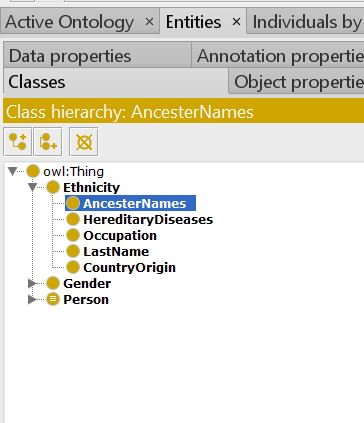 Active Ontology × Entities × Individuals by
Data properties Annotation propertie
Classes Object propertie
Class hierarchy: AncesterNames
owl:Thing
Ethnicity
AncesterNames
HereditaryDiseases
Occupation
LastName
CountryOrigin
Gender
Person